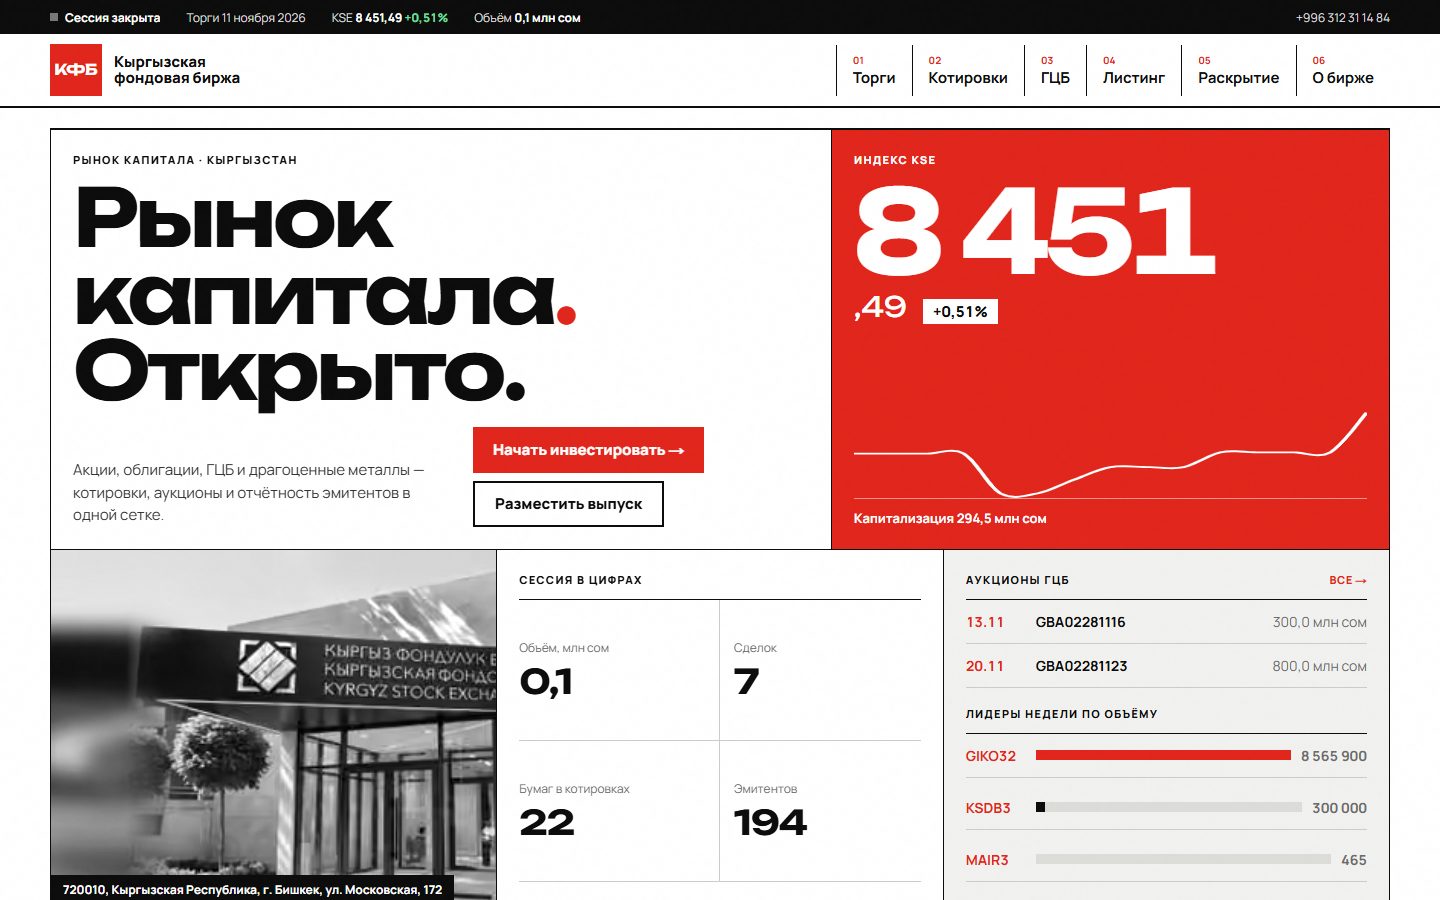 Сессия закрыта
Торги 11 ноября 2026
KSE 8 451,49 +0,51%
Объём 0,1 млн сом
+996 312 31 14 84
КФБ
Кыргызская
фондовая биржа
01
Торги
02
Котировки
03
ГЦБ
04
Листинг
05
Раскрытие
06
О бирже
РЫНОК КАПИТАЛА · КЫРГЫЗСТАН
Рынок
капитала.
Открыто.
Акции, облигации, ГЦБ и драгоценные металлы —
котировки, аукционы и отчётность эмитентов в
одной сетке.
Начать инвестировать →
Разместить выпуск
ИНДЕКС KSE
8 451
,49
+0,51%
Капитализация 294,5 млн сом
КЫРГЫЗ ФОНДУЛУК
КЫРГЫЗСКАЯ ФОНДО
KYRGYZ STOCK EXCHA
720010, Кыргызская Республика, г. Бишкек, ул. Московская, 172
СЕССИЯ В ЦИФРАХ
Объём, млн сом
0,1
Сделок
7
Бумаг в котировках
22
Эмитентов
194
АУКЦИОНЫ ГЦБ
ВСЕ →
13.11 GBA02281116 300,0 млн сом
20.11 GBA02281123 800,0 млн сом
ЛИДЕРЫ НЕДЕЛИ ПО ОБЪЁМУ
GIKO32 8 565 900
KSDB3 300 000
MAIR3 465